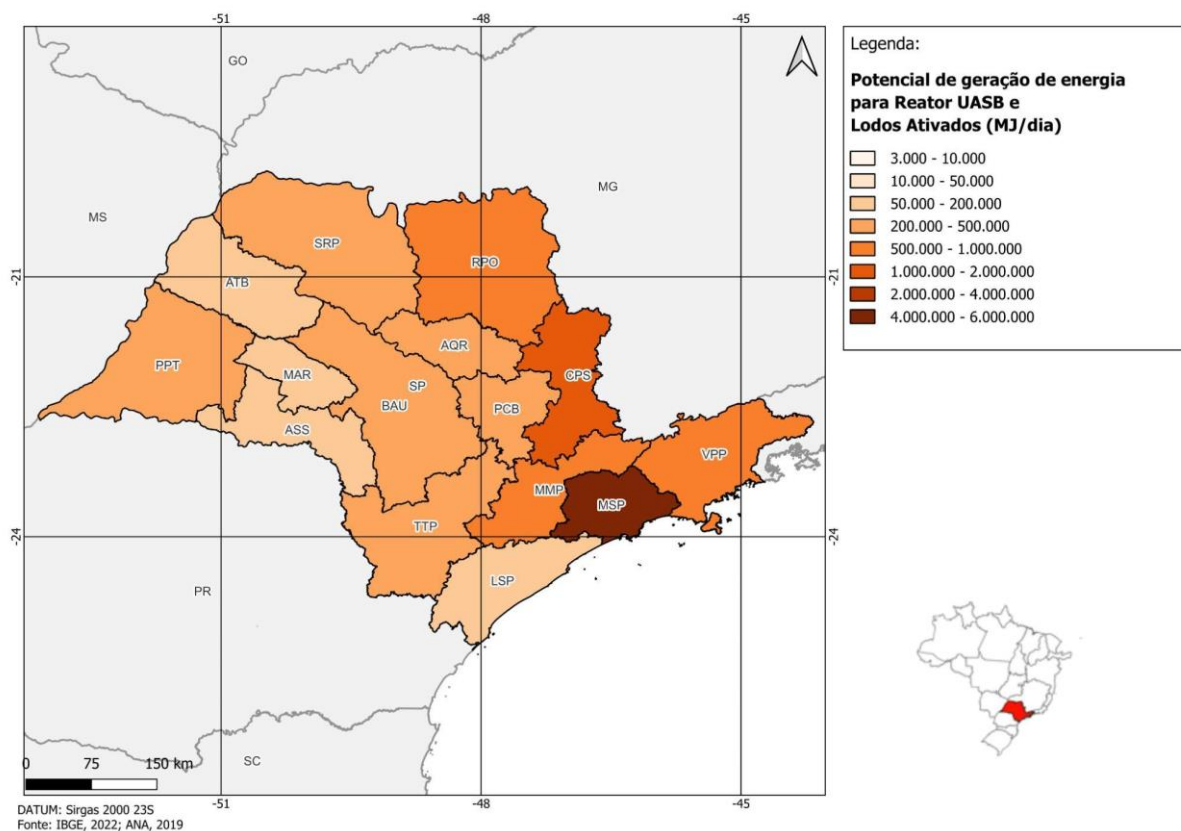 -51
-48
-45
GO
MG
MS
SRP
RPO
-21
-21
ATB
AQR
PPT
MAR
SP
CPS
BAU
PCB
ASS
VPP
MMP
MSP
TTP
-24
-24
LSP
PR
SC
0 75 150 km
-51
-48
-45
DATUM: Sirgas 2000 23S
Fonte: IBGE, 2022; ANA, 2019
Legenda:
Potencial de geração de energia
para Reator UASB e
Lodos Ativados (MJ/dia)
3.000 - 10.000
10.000 - 50.000
50.000 - 200.000
200.000 - 500.000
500.000 - 1.000.000
1.000.000 - 2.000.000
2.000.000 - 4.000.000
4.000.000 - 6.000.000